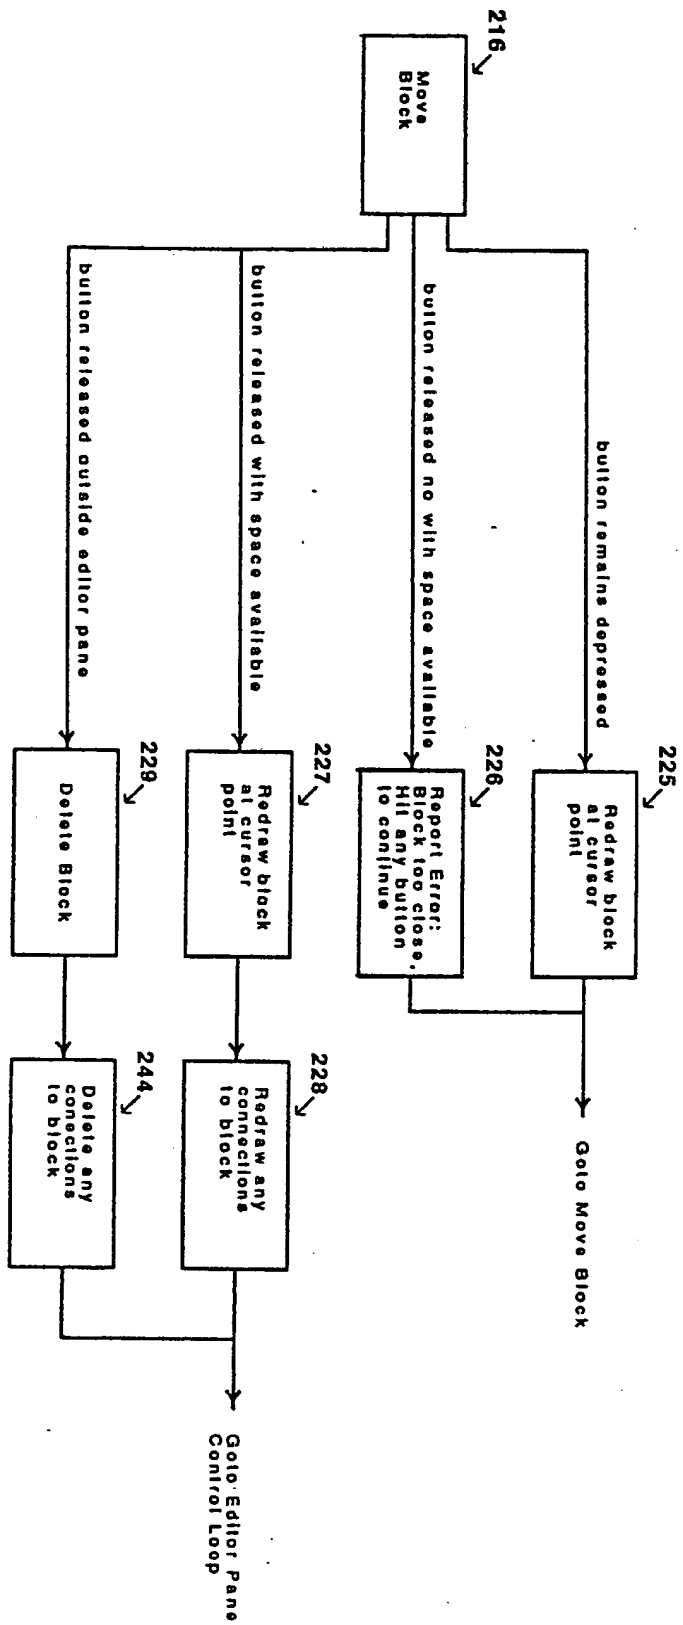 216
Move
Block
button remains depressed
225
Redraw block
at cursor
point
Goto Move Block
button released no with space available
226
Report Error:
Block too close,
Hit any button
to continue
button released with space available
227
Redraw block
at cursor
point
228
Redraw any
connections
to block
button released outside editor pane
229
Delete Block
244
Delete any
conections
to block
Goto Editor Pane
Control Loop